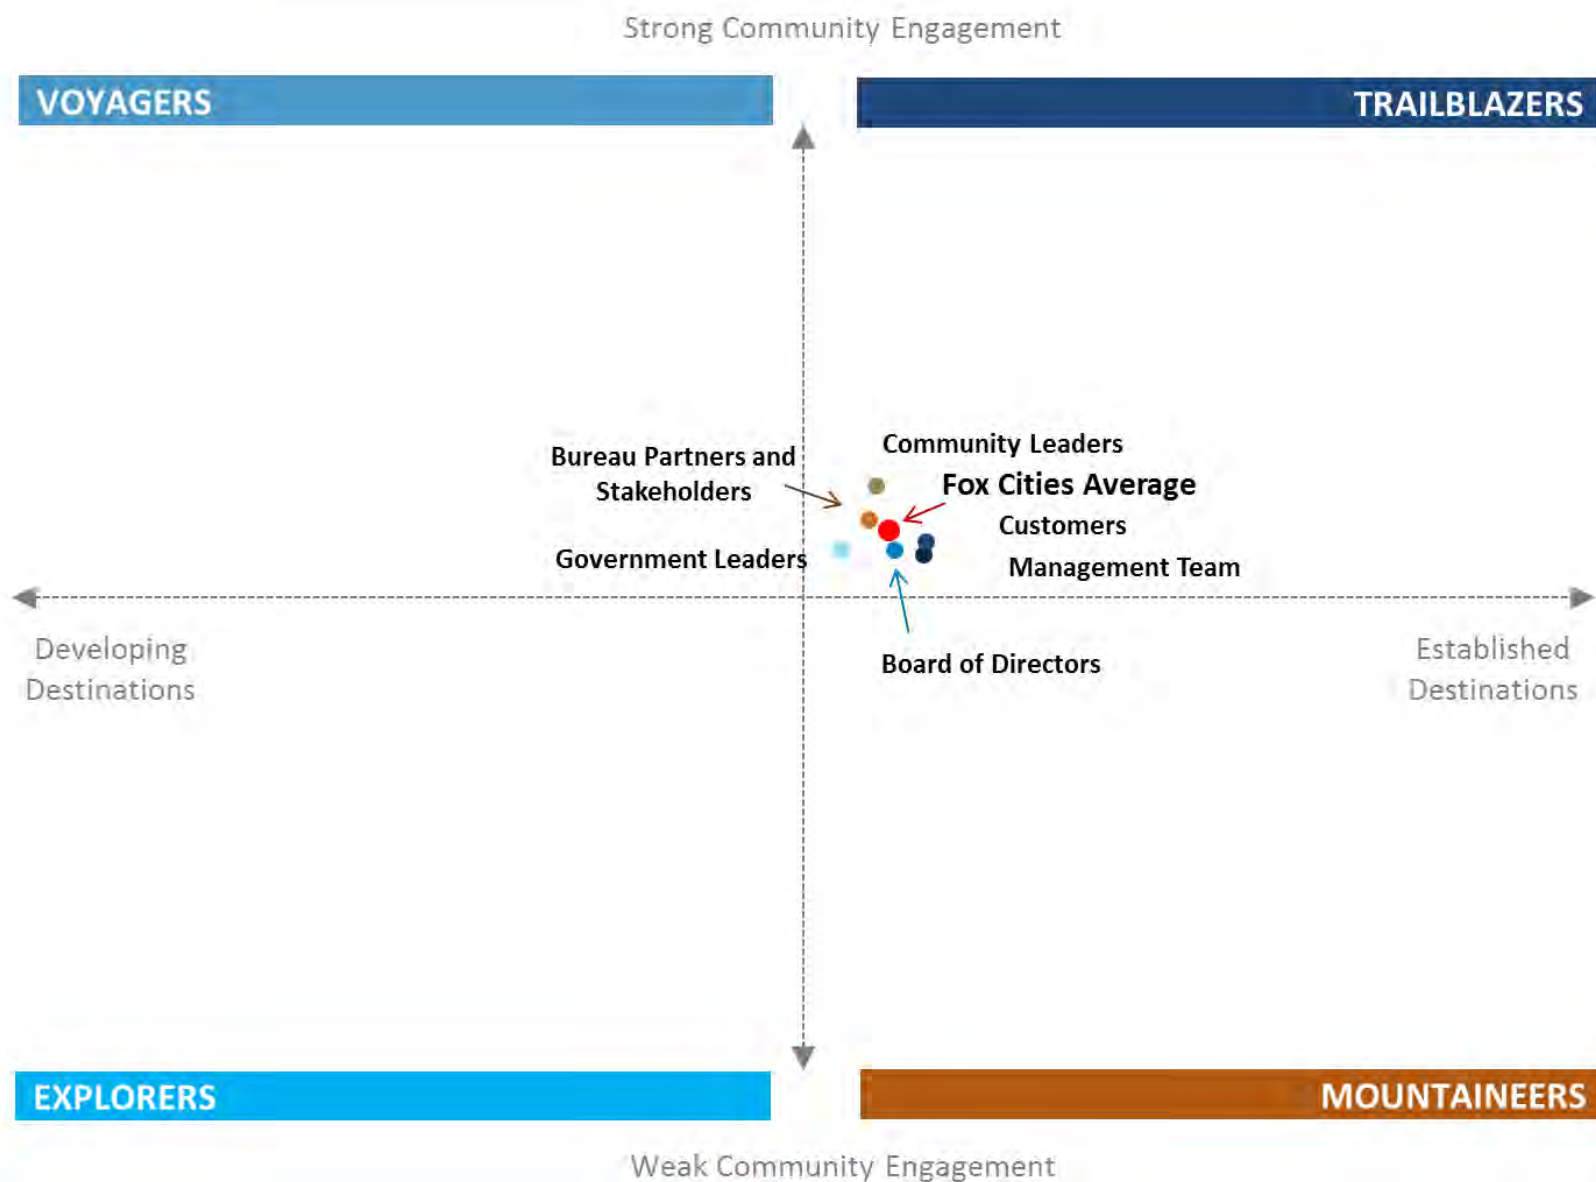 Strong Community Engagement
VOYAGERS
TRAILBLAZERS
Community Leaders
Bureau Partners and
Stakeholders
Fox Cities Average
Customers
Government Leaders
Management Team
Developing
Destinations
Established
Destinations
Board of Directors
EXPLORERS
MOUNTAINEERS
Weak Community Engagement